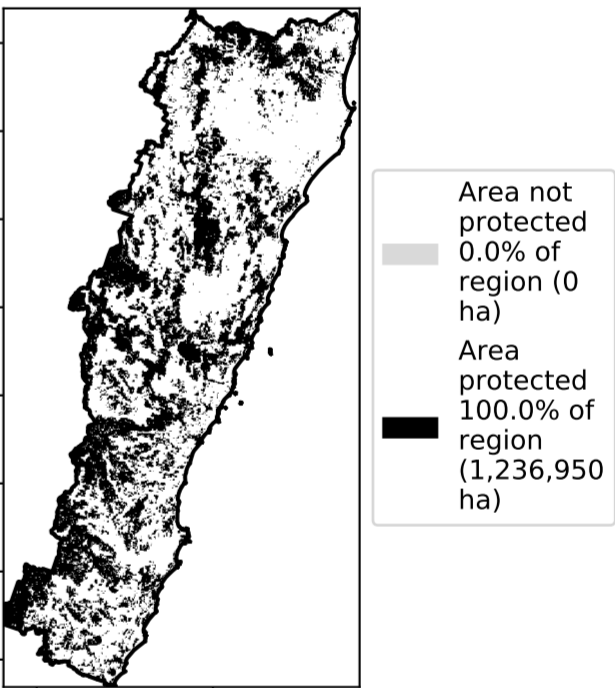 Area not
protected
0.0% of
region (0
ha)
Area
protected
100.0% of
region
(1,236,950
ha)